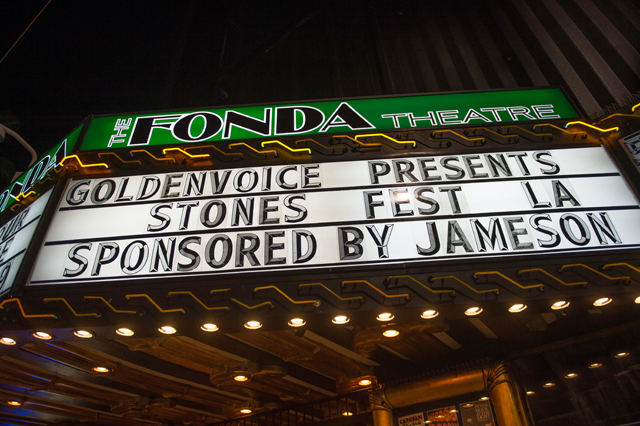 THE FONDA THEATRE
GOLDENVOICE PRESENTS
STONES FEST LA
SPONSORED BY JAMESON